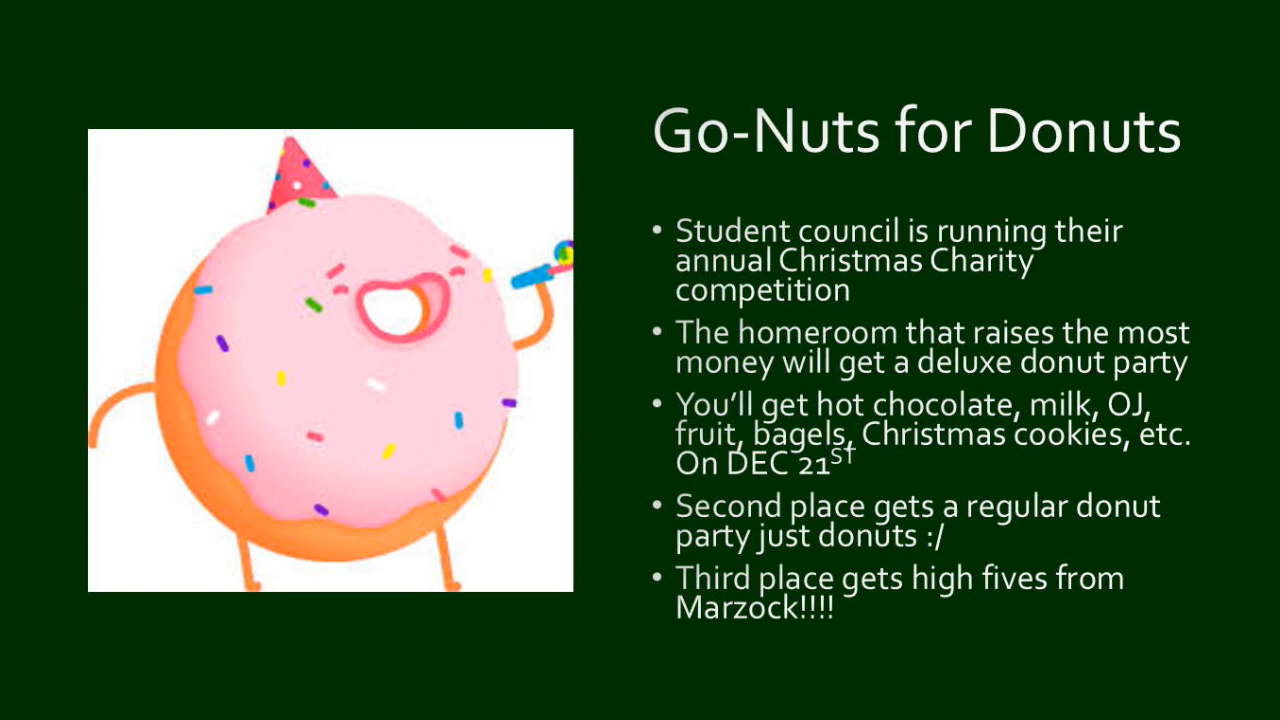 Go-Nuts for Donuts
• Student council is running their
annual Christmas Charity
competition
• The homeroom that raises the most
money will get a deluxe donut party
• You’ll get hot chocolate, milk, OJ,
fruit, bagels, Christmas cookies, etc.
On DEC 21ST
• Second place gets a regular donut
party just donuts :/
• Third place gets high fives from
Marzock!!!!